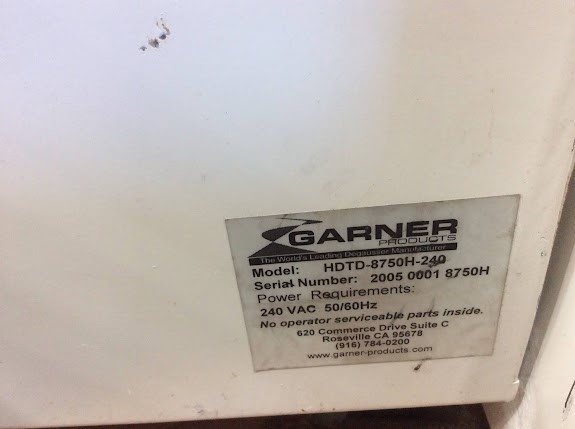 GARNER
PRODUCTS
The World's Leading Degausser Manufacturer
Model: HDTD-8750H-240
Serial Number: 2005 0001 8750H
Power Requirements:
240 VAC 50/60Hz
No operator serviceable parts inside.
620 Commerce Drive Suite C
Roseville CA 95678
(916) 784-0200
www.garner-products.com